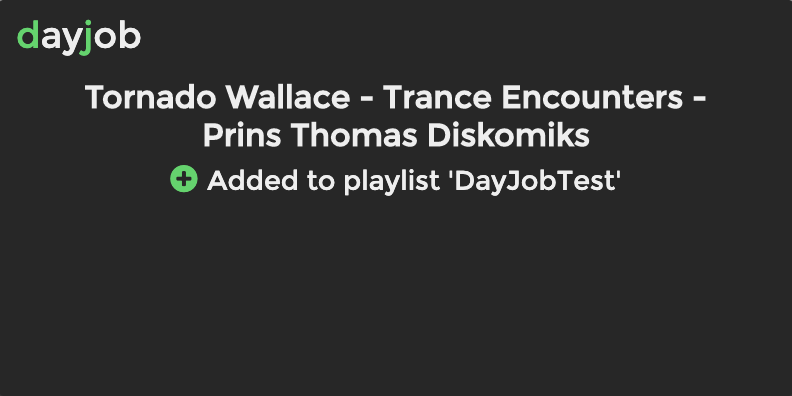 dayjob
Tornado Wallace - Trance Encounters -
Prins Thomas Diskomiks
Added to playlist 'DayJobTest'